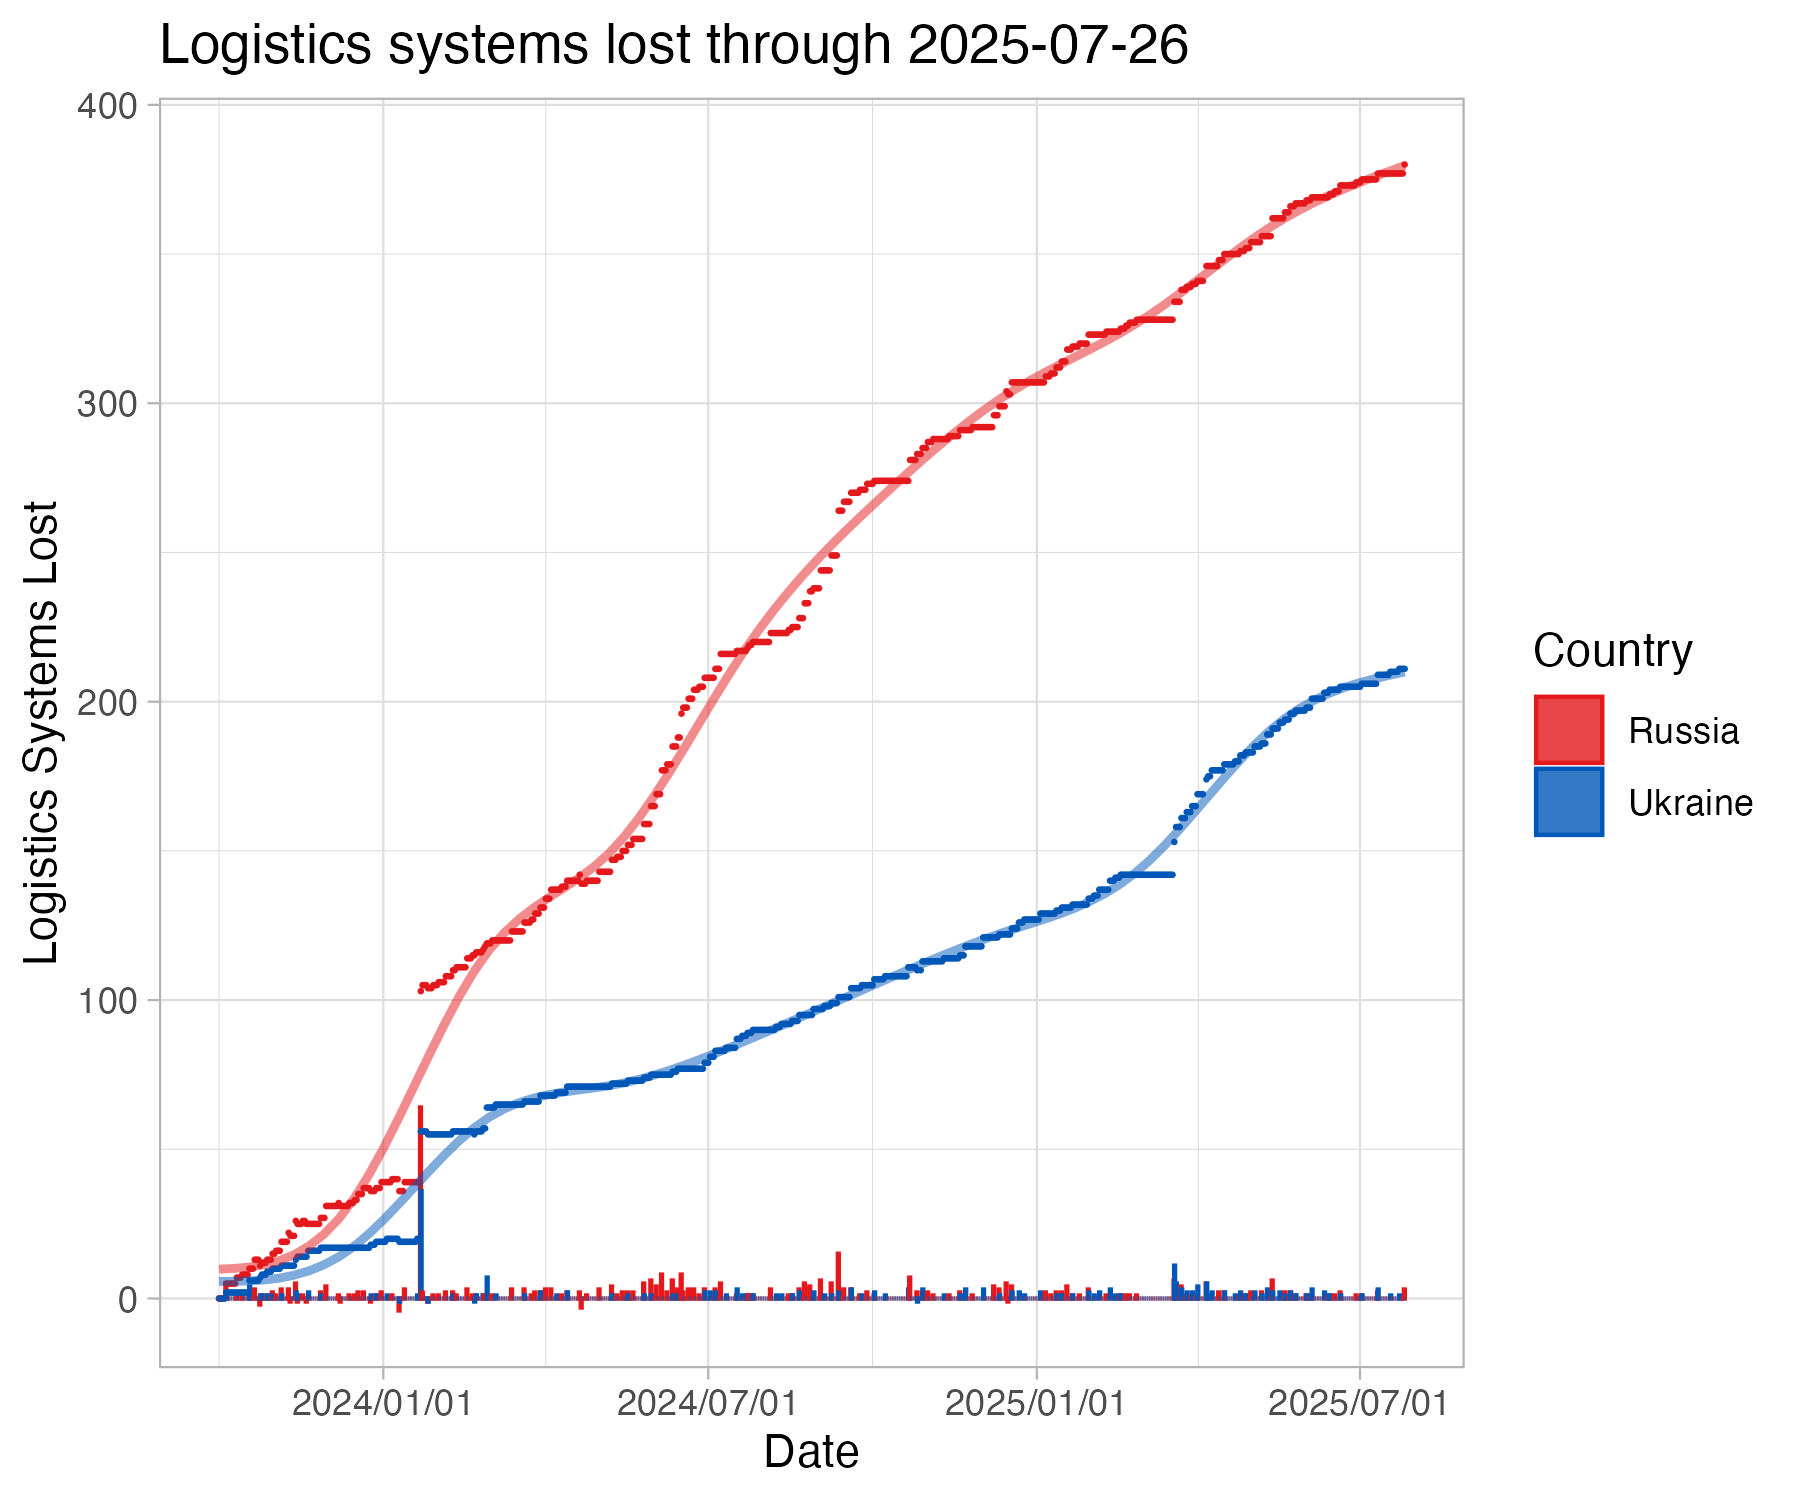 Logistics systems lost through 2025-07-26
Logistics Systems Lost
400
300
200
100
0
2024/01/01
2024/07/01
2025/01/01
2025/07/01
Date
Country
Russia
Ukraine